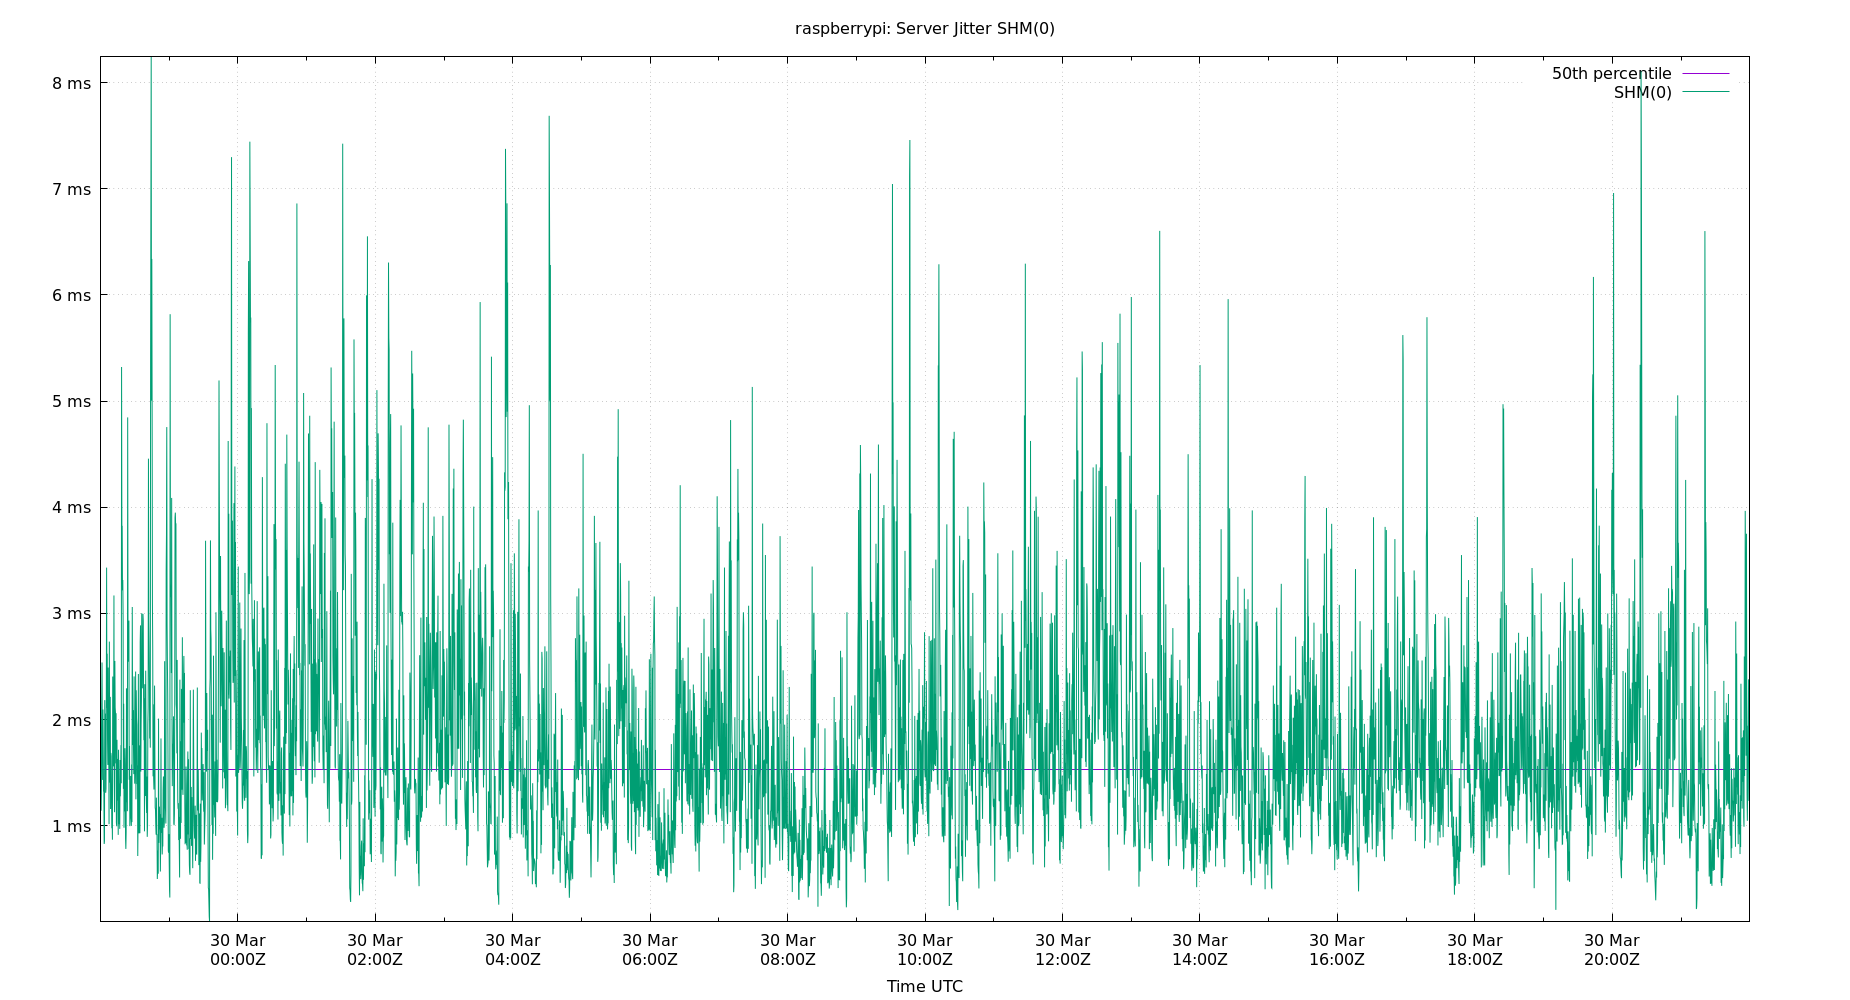 raspberrypi: Server Jitter SHM(0)
50th percentile
SHM(0)
8 ms
7 ms
6 ms
5 ms
4 ms
3 ms
2 ms
1 ms
30 Mar 30 Mar 30 Mar 30 Mar 30 Mar 30 Mar 30 Mar 30 Mar 30 Mar 30 Mar 30 Mar
00:00Z 02:00Z 04:00Z 06:00Z 08:00Z 10:00Z 12:00Z 14:00Z 16:00Z 18:00Z 20:00Z
Time UTC